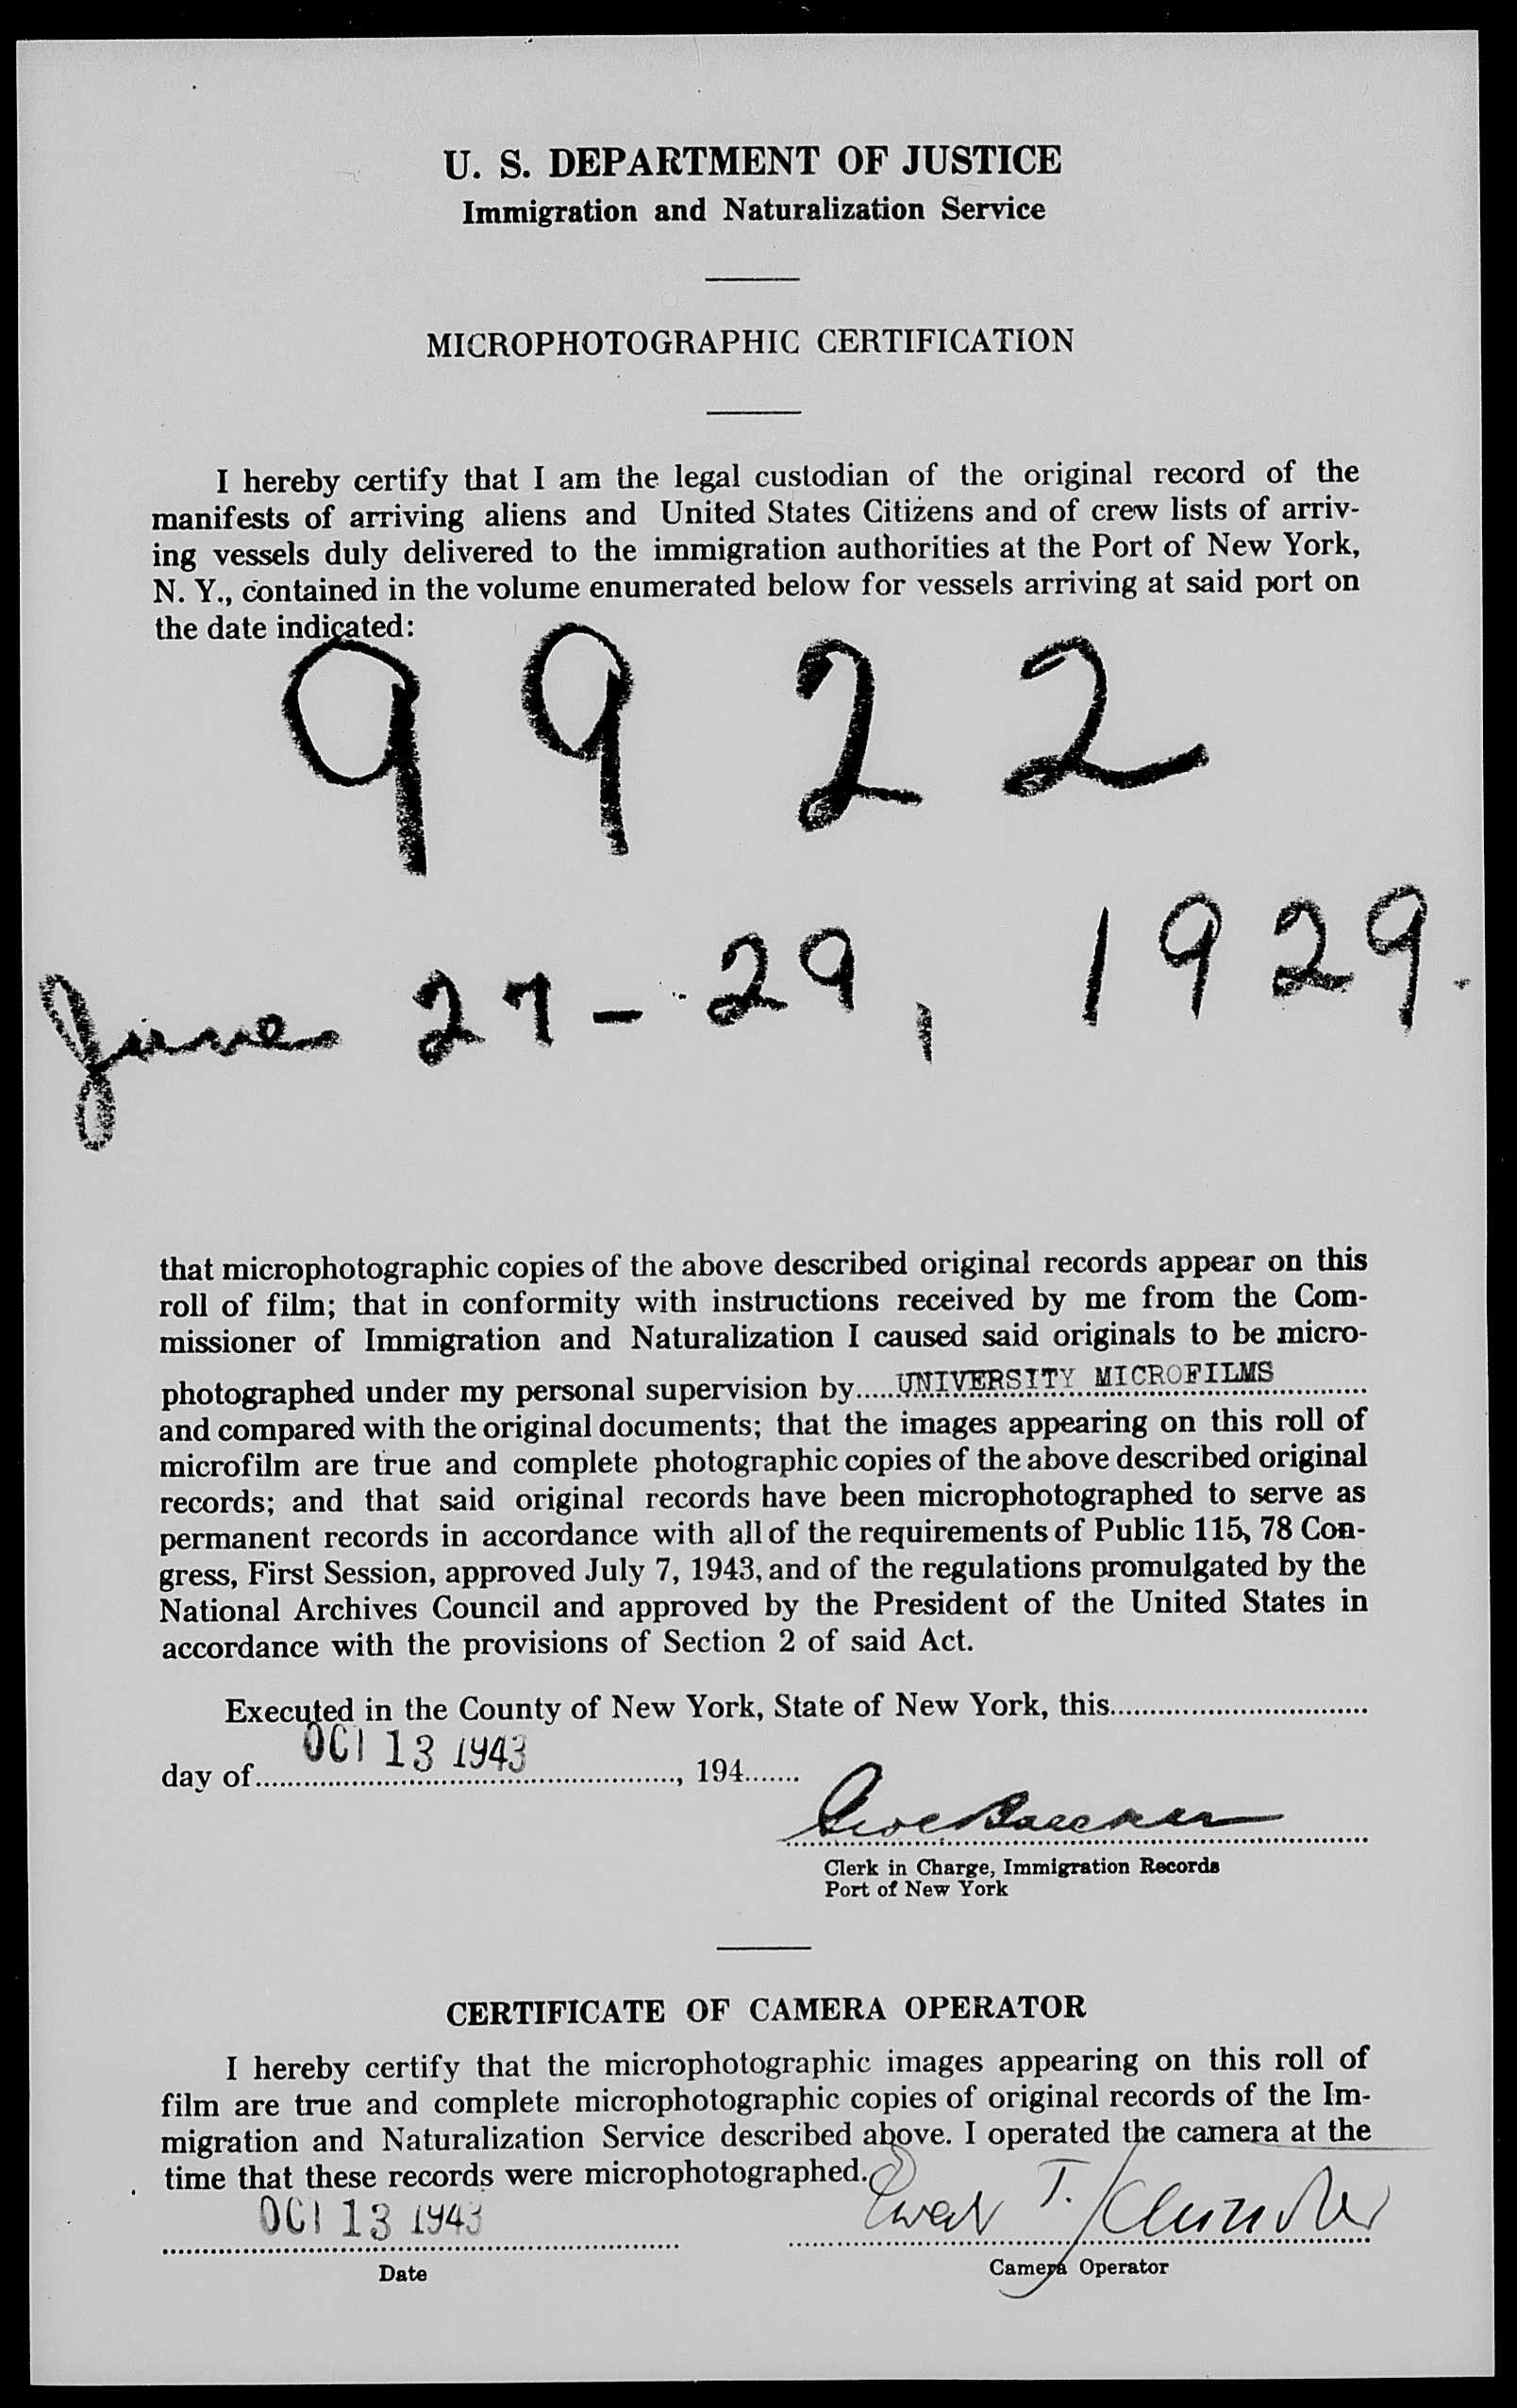 U. S. DEPARTMENT OF JUSTICE
Immigration and Naturalization Service
MICROPHOTOGRAPHIC CERTIFICATION
I hereby certify that I am the legal custodian of the original record of the
manifests of arriving aliens and United States Citizens and of crew lists of arriv-
ing vessels duly delivered to the immigration authorities at the Port of New York,
N. Y., contained in the volume enumerated below for vessels arriving at said port on
the date indicated:
9 9 2 2
June 27 - 29, 1929.
that microphotographic copies of the above described original records appear on this
roll of film; that in conformity with instructions received by me from the Com-
missioner of Immigration and Naturalization I caused said originals to be micro-
photographed under my personal supervision by.....UNIVERSITY MICROFILMS
and compared with the original documents; that the images appearing on this roll of
microfilm are true and complete photographic copies of the above described original
records; and that said original records have been microphotographed to serve as
permanent records in accordance with all of the requirements of Public 115, 78 Con-
gress, First Session, approved July 7, 1943, and of the regulations promulgated by the
National Archives Council and approved by the President of the United States in
accordance with the provisions of Section 2 of said Act.
Executed in the County of New York, State of New York, this
OCT 13 1943
day of, 194
Clerk in Charge, Immigration Records
Port of New York
CERTIFICATE OF CAMERA OPERATOR
I hereby certify that the microphotographic images appearing on this roll of
film are true and complete microphotographic copies of original records of the Im-
migration and Naturalization Service described above. I operated the camera at the
time that these records were microphotographed.
OCT 13 1943
Date
Camera Operator